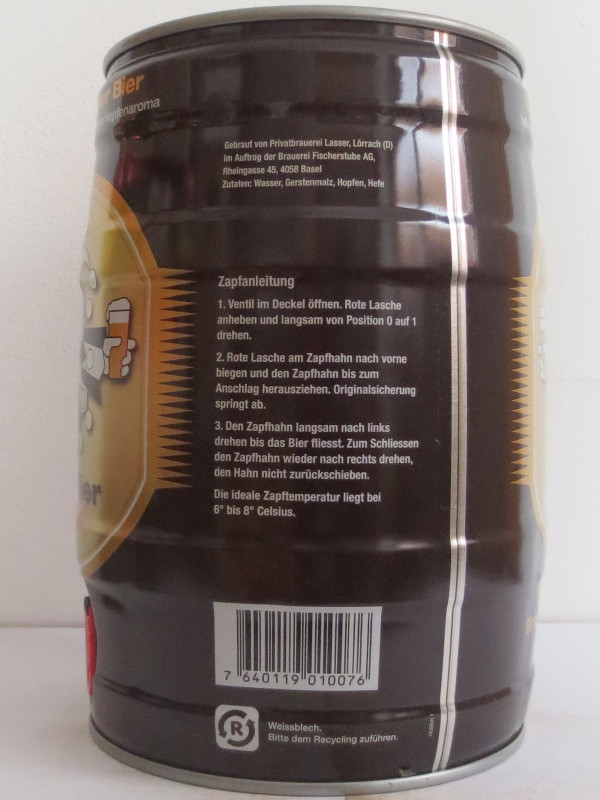 Bier
Hopfenaroma
Gebraut von Privatbrauerei Lasser, Lörrach (D)
im Auftrag der Brauerei Fischerstube AG,
Rheingasse 45, 4058 Basel
Zutaten: Wasser, Gerstenmalz, Hopfen, Hefe
Zapfanleitung
1. Ventil im Deckel öffnen. Rote Lasche
anheben und langsam von Position 0 auf 1
drehen.
2. Rote Lasche am Zapfhahn nach vorne
biegen und den Zapfhahn bis zum
Anschlag herausziehen. Originalsicherung
springt ab.
3. Den Zapfhahn langsam nach links
drehen bis das Bier fliesst. Zum Schliessen
den Zapfhahn wieder nach rechts drehen,
den Hahn nicht zurückschieben.
Die ideale Zapftemperatur liegt bei
6° bis 8° Celsius.
7 640119 010076
R
Weissblech.
Bitte dem Recycling zuführen.